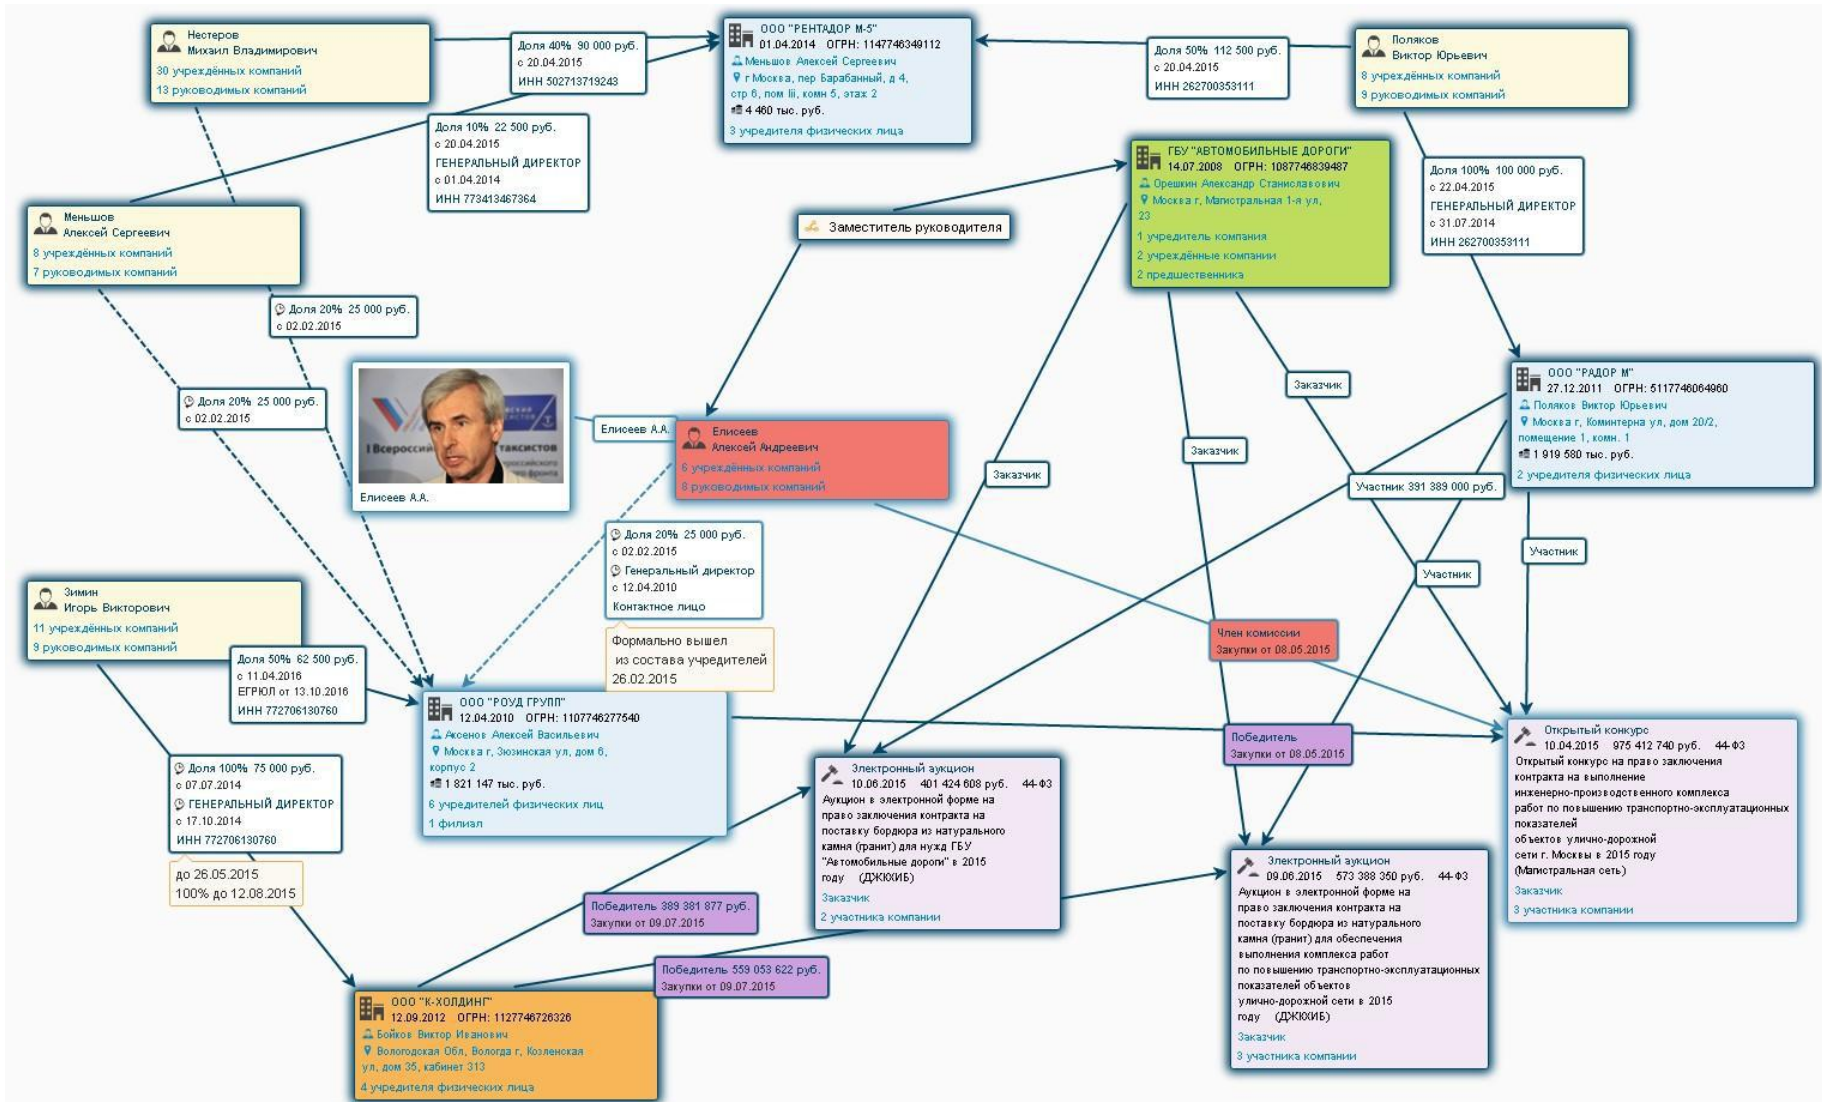 Нестеров
Михаил Владимирович
30 учреждённых компаний
13 руководимых компаний
Доля 40% 90 000 руб.
с 20.04.2015
ИНН 502713719243
ООО "РЕНТАДОР М-5"
01.04.2014 ОГРН: 1147746349112
Меньшов Алексей Сергеевич
г Москва, пер Барабанный, д 4,
стр 6, пом Iii, комн 5, этаж 2
4 460 тыс. руб.
3 учредителя физических лица
Доля 50% 112 500 руб.
с 20.04.2015
ИНН 262700353111
Поляков
Виктор Юрьевич
8 учреждённых компаний
9 руководимых компаний
Доля 10% 22 500 руб.
с 20.04.2015
ГЕНЕРАЛЬНЫЙ ДИРЕКТОР
с 01.04.2014
ИНН 773413467364
ГБУ "АВТОМОБИЛЬНЫЕ ДОРОГИ"
14.07.2008 ОГРН: 1087746839487
Орешкин Александр Станиславович
Москва г, Магистральная 1-я ул,
23
1 учредитель компания
2 учреждённые компании
2 предшественника
Доля 100% 100 000 руб.
с 22.04.2015
ГЕНЕРАЛЬНЫЙ ДИРЕКТОР
с 31.07.2014
ИНН 262700353111
Меньшов
Алексей Сергеевич
8 учреждённых компаний
7 руководимых компаний
Заместитель руководителя
Доля 20% 25 000 руб.
с 02.02.2015
Доля 20% 25 000 руб.
с 02.02.2015
I Всероссий
таксистов
Елисеев А.А.
Елисеев А.А.
Елисеев
Алексей Андреевич
6 учреждённых компаний
8 руководимых компаний
Заказчик
Заказчик
Заказчик
ООО "РАДОР М"
27.12.2011 ОГРН: 5117746064960
Поляков Виктор Юрьевич
Москва г, Коминтерна ул, дом 20/2,
помещение 1, комн. 1
1 919 580 тыс. руб.
2 учредителя физических лица
Участник 391 389 000 руб.
Участник
Участник
Доля 20% 25 000 руб.
с 02.02.2015
Генеральный директор
с 12.04.2010
Контактное лицо
Формально вышел
из состава учредителей
26.02.2015
Зимин
Игорь Викторович
11 учреждённых компаний
9 руководимых компаний
Доля 50% 62 500 руб.
с 11.04.2016
ЕГРЮЛ от 13.10.2016
ИНН 772706130760
Член комиссии
Закупки от 08.05.2015
ООО "РОУД ГРУПП"
12.04.2010 ОГРН: 1107746277540
Аксенов Алексей Васильевич
Москва г, Зюзинская ул, дом 6,
корпус 2
1 821 147 тыс. руб.
6 учредителей физических лиц
1 филиал
Победитель
Закупки от 08.05.2015
Открытый конкурс
10.04.2015 975 412 740 руб. 44-ФЗ
Открытый конкурс на право заключения
контракта на выполнение
инженерно-производственного комплекса
работ по повышению транспортно-эксплуатационных
показателей
объектов улично-дорожной
сети г. Москвы в 2015 году
(Магистральная сеть)
Заказчик
3 участника компании
Доля 100% 75 000 руб.
с 07.07.2014
ГЕНЕРАЛЬНЫЙ ДИРЕКТОР
с 17.10.2014
ИНН 772706130760
до 26.05.2015
100% до 12.08.2015
Электронный аукцион
10.06.2015 401 424 608 руб. 44-ФЗ
Аукцион в электронной форме на
право заключения контракта на
поставку бордюра из натурального
камня (гранит) для нужд ГБУ
"Автомобильные дороги" в 2015
году (ДЖКХИБ)
Заказчик
2 участника компании
Электронный аукцион
09.06.2015 573 388 350 руб. 44-ФЗ
Аукцион в электронной форме на
право заключения контракта на
поставку бордюра из натурального
камня (гранит) для обеспечения
выполнения комплекса работ
по повышению транспортно-эксплуатационных
показателей объектов
улично-дорожной сети в 2015
году (ДЖКХИБ)
Заказчик
3 участника компании
Победитель 389 381 877 руб.
Закупки от 09.07.2015
Победитель 559 053 622 руб.
Закупки от 09.07.2015
ООО "К-ХОЛДИНГ"
12.09.2012 ОГРН: 1127746726326
Бойков Виктор Иванович
Вологодская Обл, Вологда г, Козленская
ул, дом 35, кабинет 313
4 учредителя физических лица